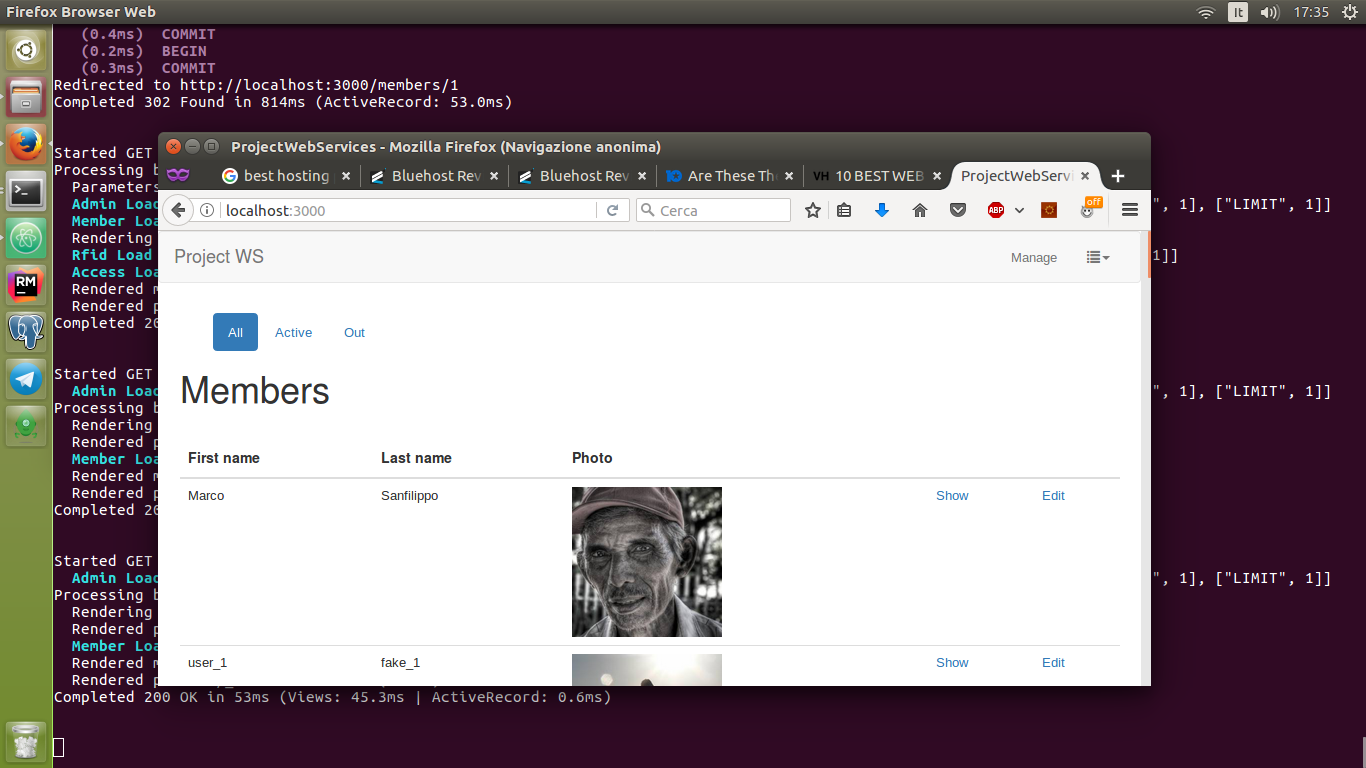 Firefox Browser Web
It
17:35
(0.4ms) COMMIT
(0.2ms) BEGIN
(0.3ms) COMMIT
Redirected to http://localhost:3000/members/1
Completed 302 Found in 814ms (ActiveRecord: 53.0ms)
ProjectWebServices - Mozilla Firefox (Navigazione anonima)
Started GET
Processing b
best hosting
Bluehost Rev
Bluehost Rev
Are These Th
VH 10 BEST WEB
ProjectWebServi
Parameters
Admin Load
", 1], ["LIMIT", 1]]
localhost:3000
Cerca
ABP
off
Member Loa
Rendering
Rfid Load
1]]
Project WS
Manage
Access Loa
Rendered m
Rendered p
Completed 20
All
Active
Out
Started GET
Admin Load
", 1], ["LIMIT", 1]]
Members
Processing b
Rendering
Rendered p
Member Loa
First name
Last name
Photo
Rendered m
Rendered p
Completed 20
Marco
Sanfilippo
Show
Edit
Started GET
Admin Load
", 1], ["LIMIT", 1]]
Processing b
Rendering
Rendered p
Member Loa
Rendered m
user_1
fake_1
Show
Edit
Rendered p
Completed 200 OK in 53ms (Views: 45.3ms | ActiveRecord: 0.6ms)
RM